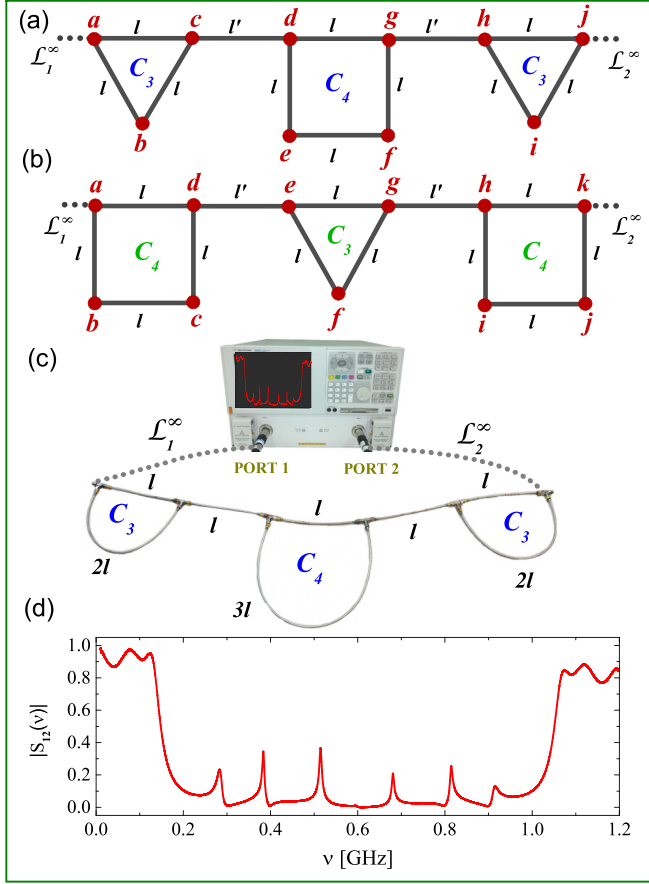 (a)
a l c l' d l g l' h l j
ℒ₁^∞ l C₃ l l C₄ l l C₃ l ℒ₂^∞
b e l f i
(b)
a l d l' e l g l' h l k
ℒ₁^∞ l C₄ l l C₃ l l C₄ l ℒ₂^∞
b l c f i l j
(c)
ℒ₁^∞ ℒ₂^∞
PORT 1 PORT 2
l l l l l
C₃ C₄ C₃
2l 3l 2l
(d)
|S₁₂(ν)|
1.0
0.8
0.6
0.4
0.2
0.0
0.0 0.2 0.4 0.6 0.8 1.0 1.2
ν [GHz]